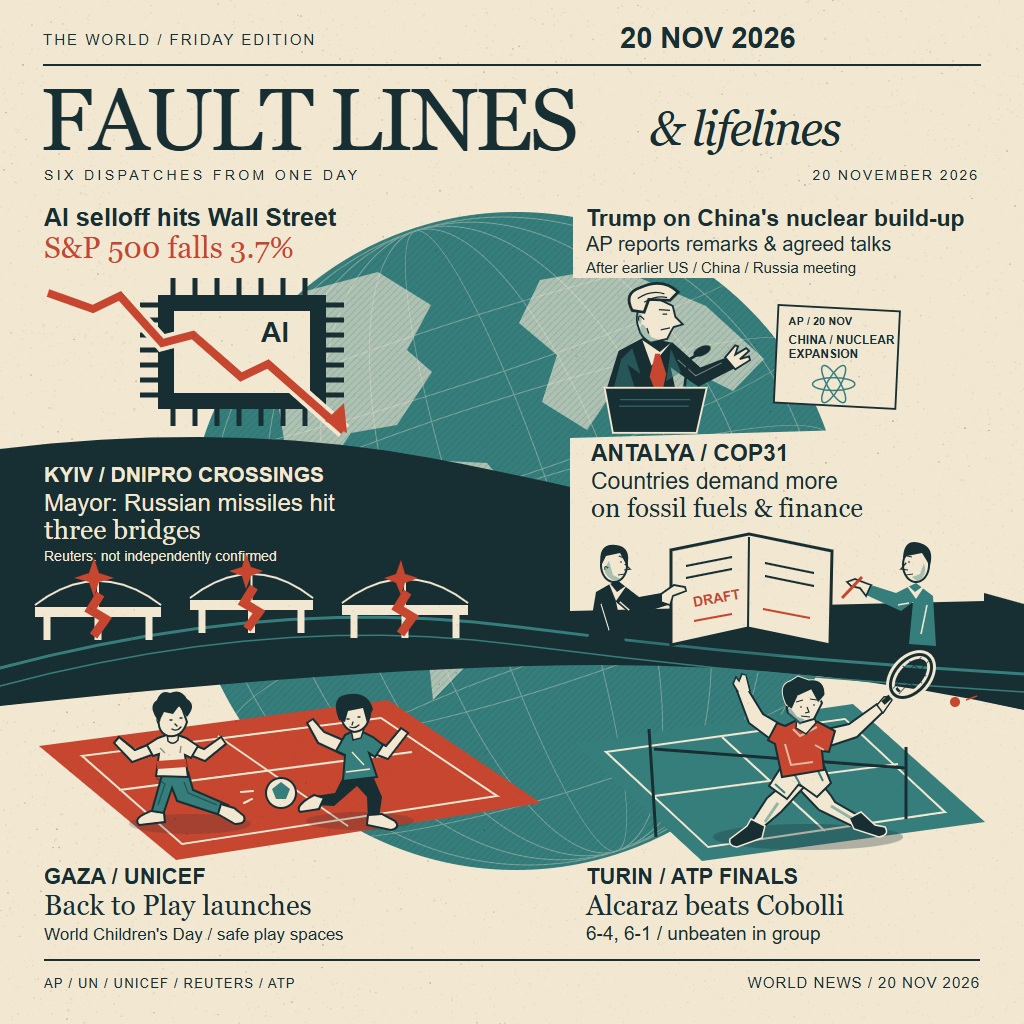 THE WORLD / FRIDAY EDITION
20 NOV 2026
FAULT LINES
& lifelines
SIX DISPATCHES FROM ONE DAY
20 NOVEMBER 2026
AI selloff hits Wall Street
S&P 500 falls 3.7%
AI
Trump on China's nuclear build-up
AP reports remarks & agreed talks
After earlier US / China / Russia meeting
AP / 20 NOV
CHINA / NUCLEAR
EXPANSION
KYIV / DNIPRO CROSSINGS
Mayor: Russian missiles hit
three bridges
Reuters: not independently confirmed
ANTALYA / COP31
Countries demand more
on fossil fuels & finance
DRAFT
GAZA / UNICEF
Back to Play launches
World Children's Day / safe play spaces
TURIN / ATP FINALS
Alcaraz beats Cobolli
6-4, 6-1 / unbeaten in group
AP / UN / UNICEF / REUTERS / ATP
WORLD NEWS / 20 NOV 2026